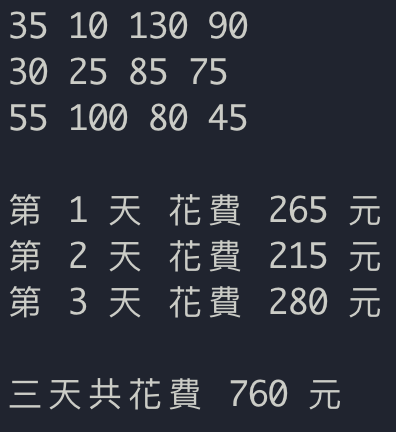 35 10 130 90
30 25 85 75
55 100 80 45
第 1 天 花費 265 元
第 2 天 花費 215 元
第 3 天 花費 280 元
三天共花費 760 元